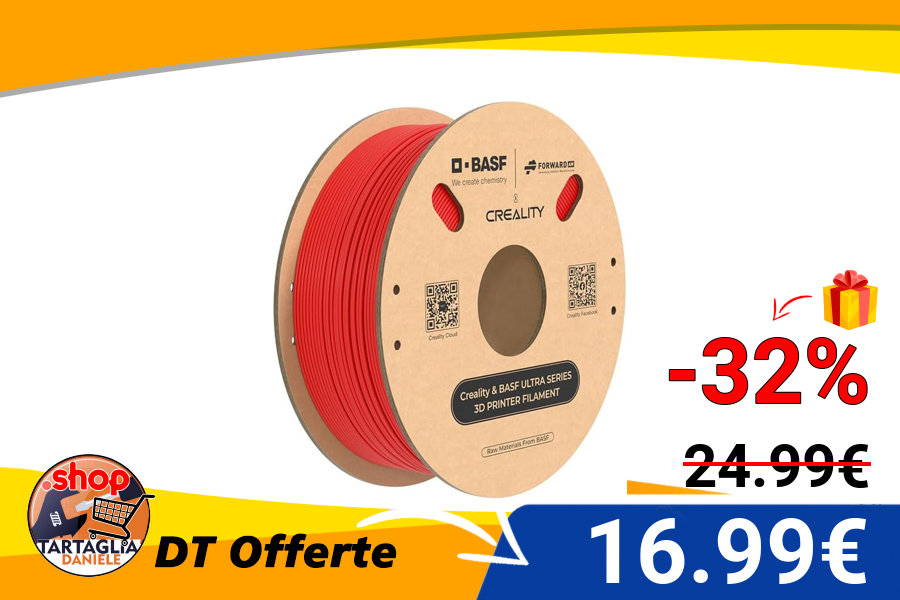 BASF
We create chemistry
FORWARD AM
CREALITY
Creality Cloud
Creality Facebook
Creality & BASF ULTRA SERIES
3D PRINTER FILAMENT
Raw Materials From BASF
-32%
24.99€
16.99€
.shop
TARTAGLIA
DANIELE
DT Offerte